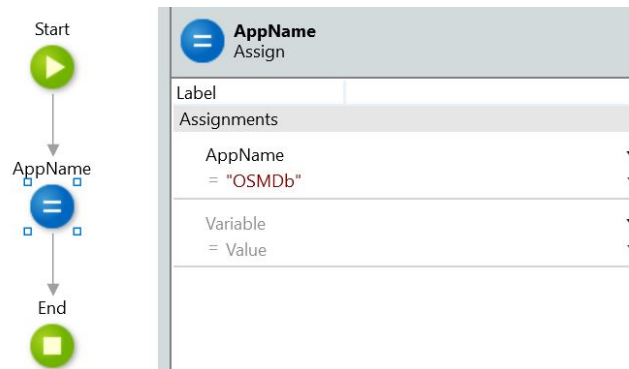 Start
AppName
End
AppName
Assign
Label
Assignments
AppName
= "OSMDb"
Variable
= Value